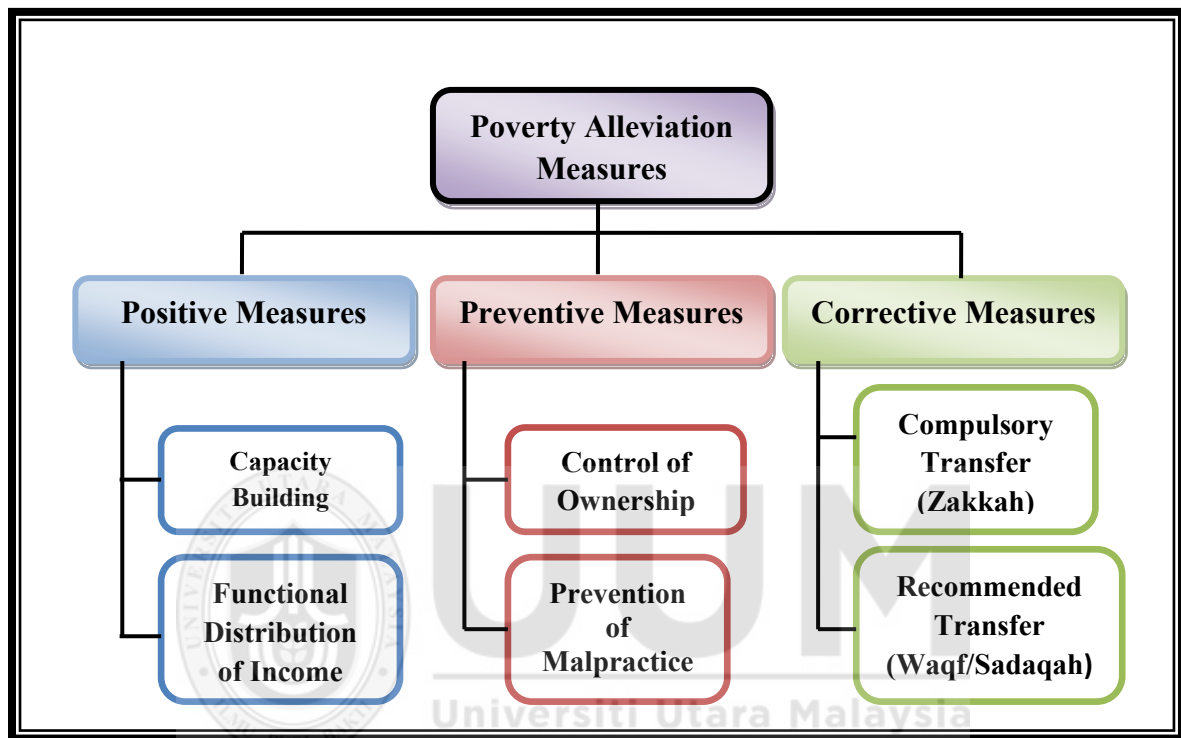 Poverty Alleviation
Measures
Positive Measures
Preventive Measures
Corrective Measures
Capacity
Building
Functional
Distribution
of Income
Control of
Ownership
Prevention
of
Malpractice
Compulsory
Transfer
(Zakkah)
Recommended
Transfer
(Waqf/Sadaqah)
UUM
Universiti Utara Malaysia